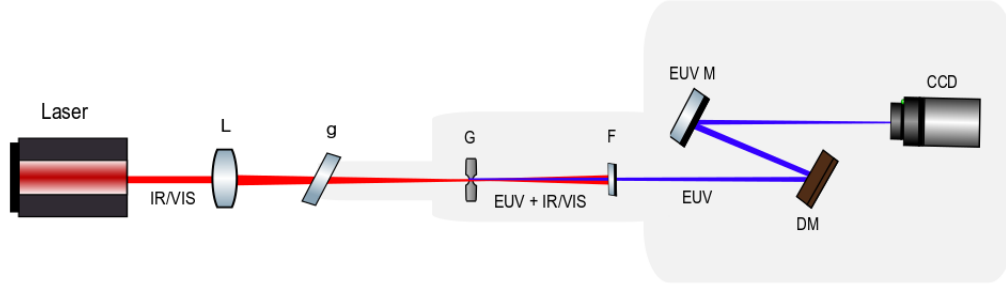 Laser
L
g
G
F
EUV M
CCD
IR/VIS
EUV + IR/VIS
EUV
DM